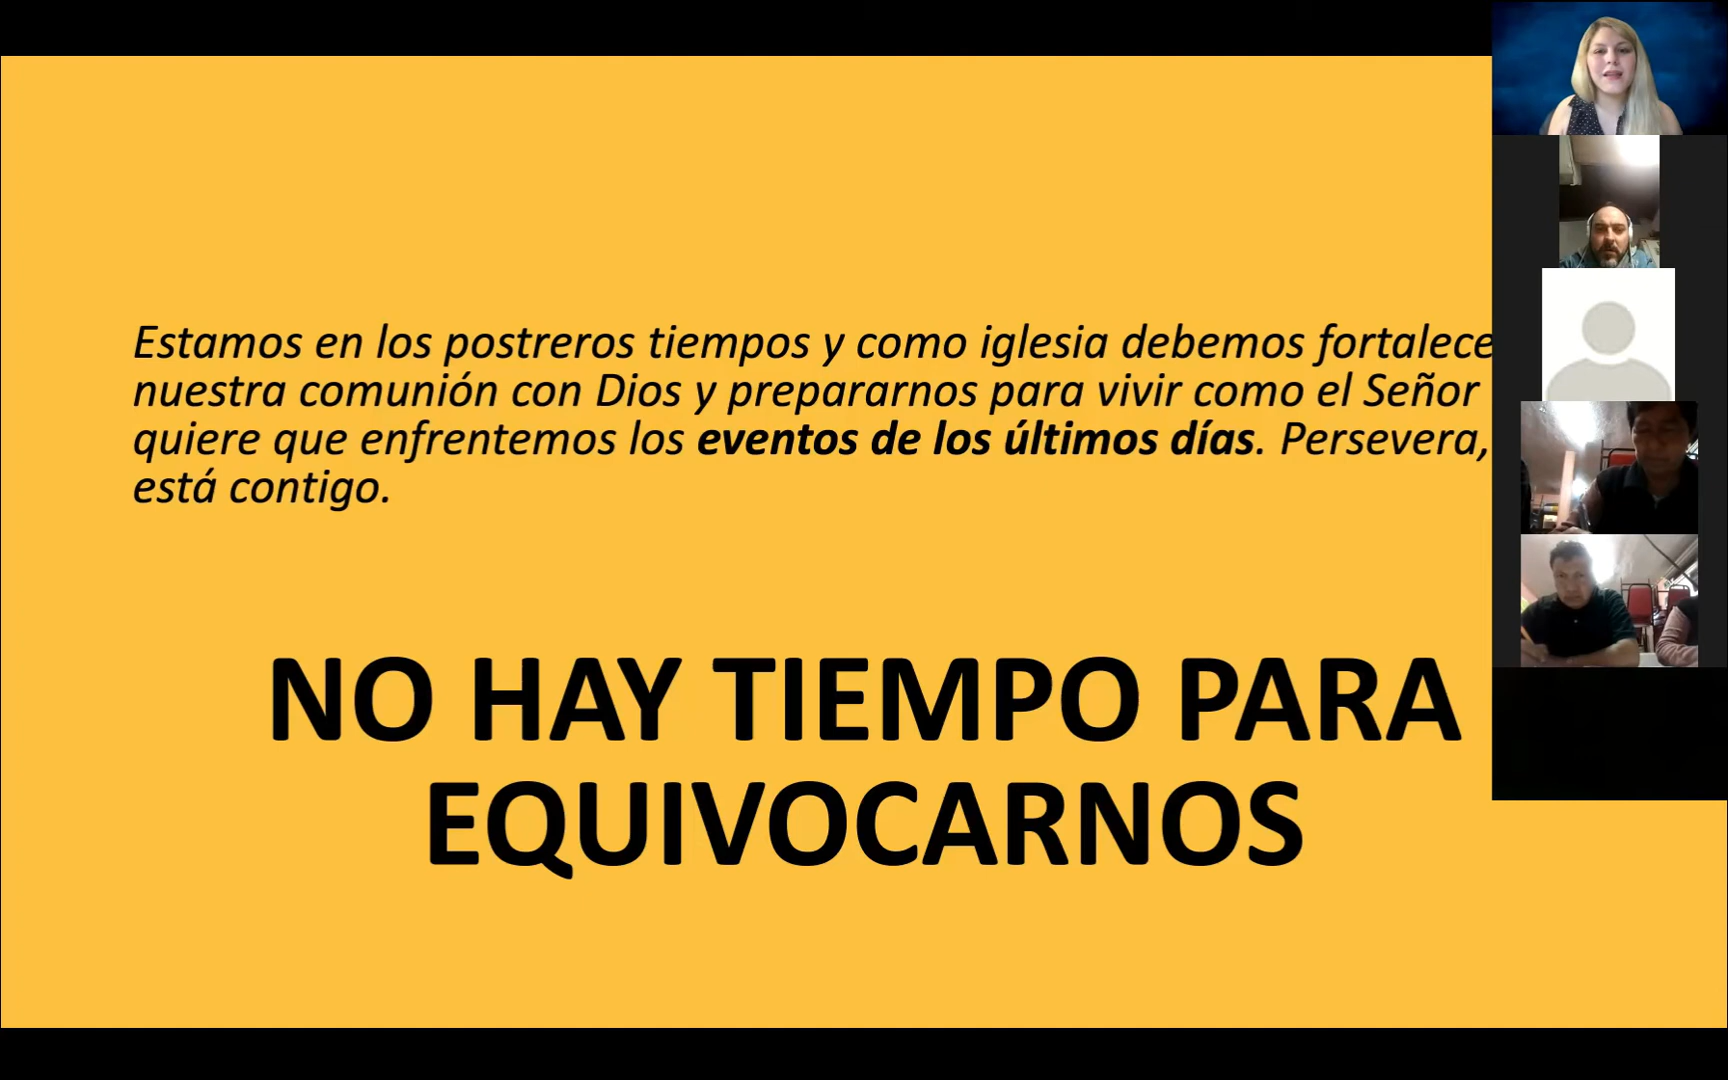 Estamos en los postreros tiempos y como iglesia debemos fortalece
nuestra comunión con Dios y prepararnos para vivir como el Señor
quiere que enfrentemos los eventos de los últimos días. Persevera,
está contigo.
NO HAY TIEMPO PARA
EQUIVOCARNOS